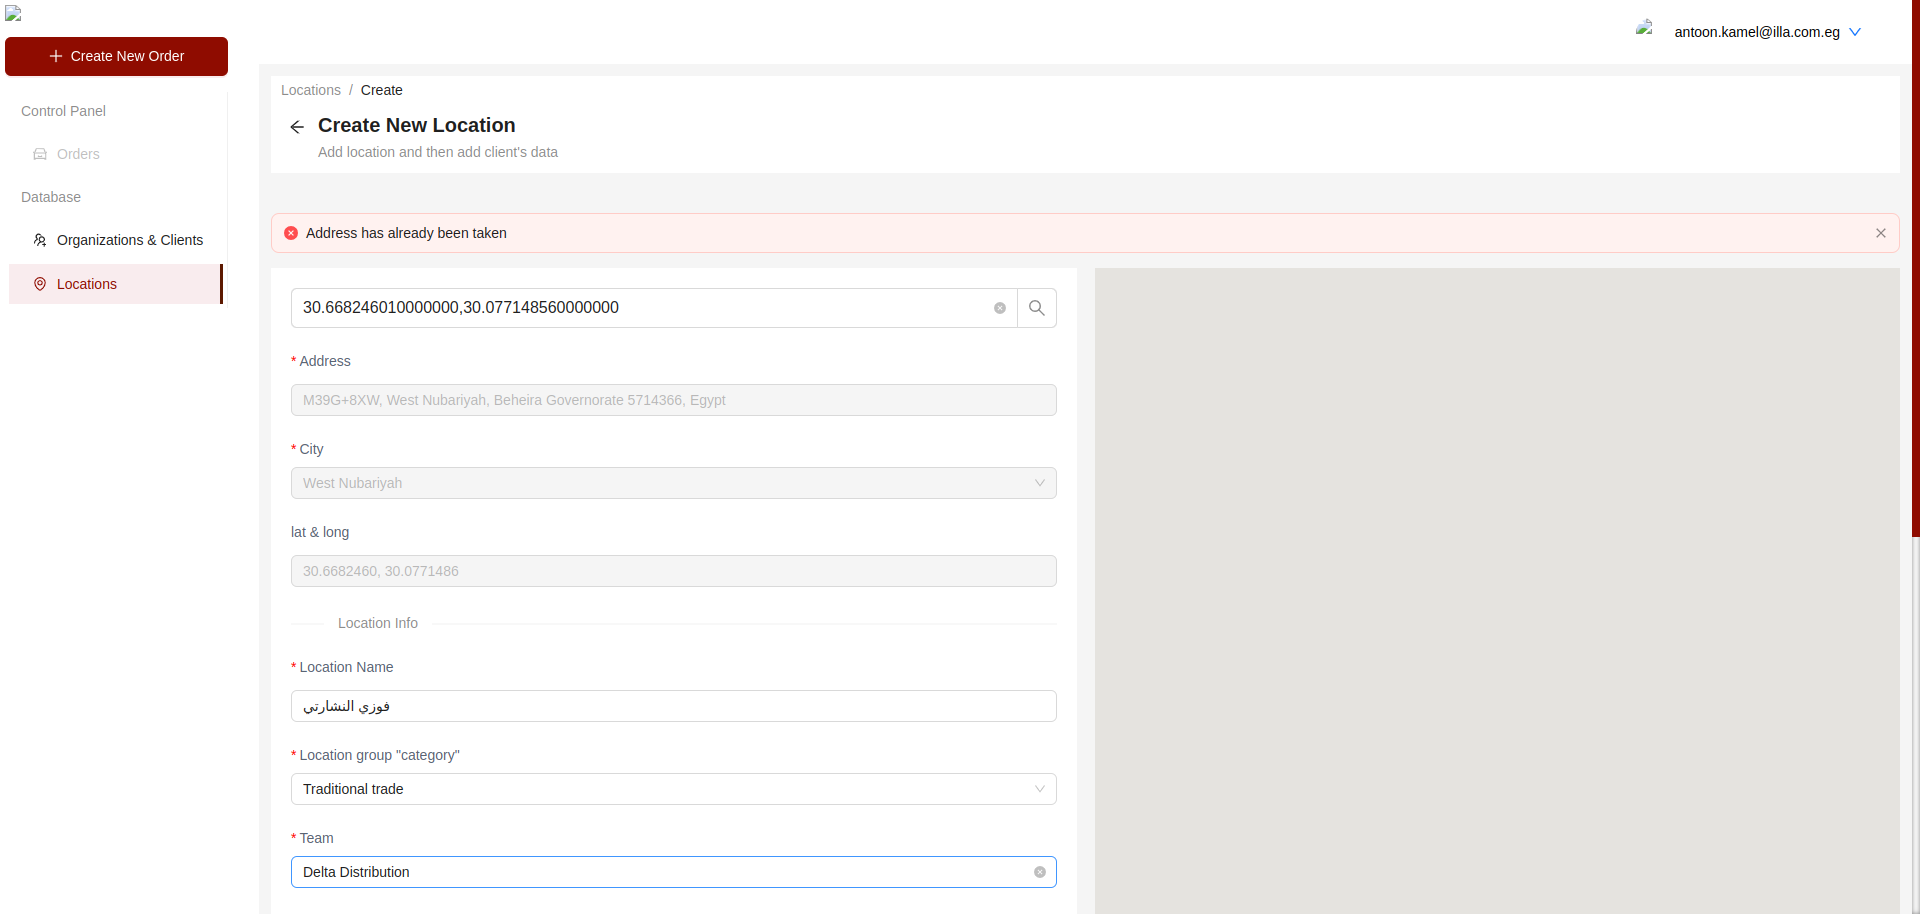 Create New Order
antoon.kamel@illa.com.eg
Control Panel
Orders
Database
Organizations & Clients
Locations
Locations / Create
Create New Location
Add location and then add client's data
Address has already been taken
30.668246010000000,30.077148560000000
* Address
M39G+8XW, West Nubariyah, Beheira Governorate 5714366, Egypt
* City
West Nubariyah
lat & long
30.6682460, 30.0771486
Location Info
* Location Name
فوزي النشارتي
* Location group "category"
Traditional trade
* Team
Delta Distribution